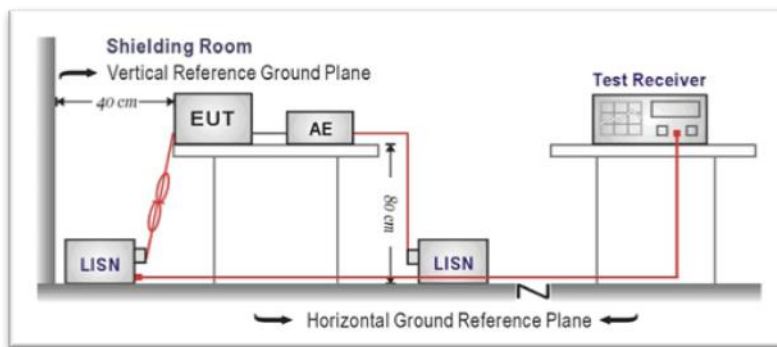 Shielding Room
Vertical Reference Ground Plane
40 cm
EUT
AE
Test Receiver
80 cm
LISN
LISN
Horizontal Ground Reference Plane